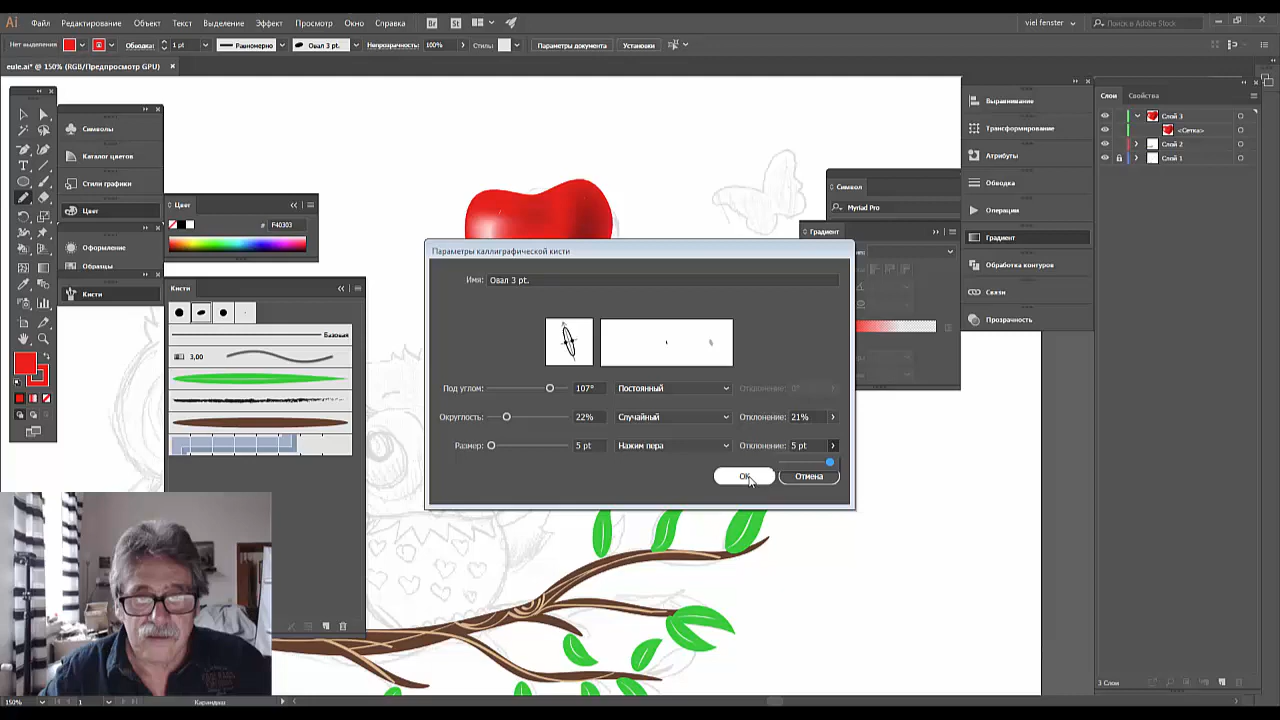 Ai Файл Редактирование Объект Текст Выделение Эффект Просмотр Окно Справка Br St viel fenster Поиск в Adobe Stock
Нет выделения Обводка: 1 pt Равномерно Овал 3 pt. Непрозрачность: 100% Стиль: Параметры документа Установки
eule.ai* @ 150% (RGB/Предпросмотр GPU)
Символы
Каталог цветов
Стили графики
Цвет
Оформление
Образцы
Кисти
Цвет
# F40303
Кисти
Базовая
3,00
Параметры каллиграфической кисти
Имя: Овал 3 pt.
Под углом: 107° Постоянный Отклонение: 0°
Округлость: 22% Случайный Отклонение: 21%
Размер: 5 pt Нажим пера Отклонение: 5 pt
OK Отмена
Символ
Myriad Pro
Градиент
Выравнивание
Трансформирование
Атрибуты
Обводка
Операции
Градиент
Обработка контуров
Связи
Прозрачность
Слои Свойства
Слой 3
<Сетка>
Слой 2
Слой 1
3 Слои
150% 1 Карандаш